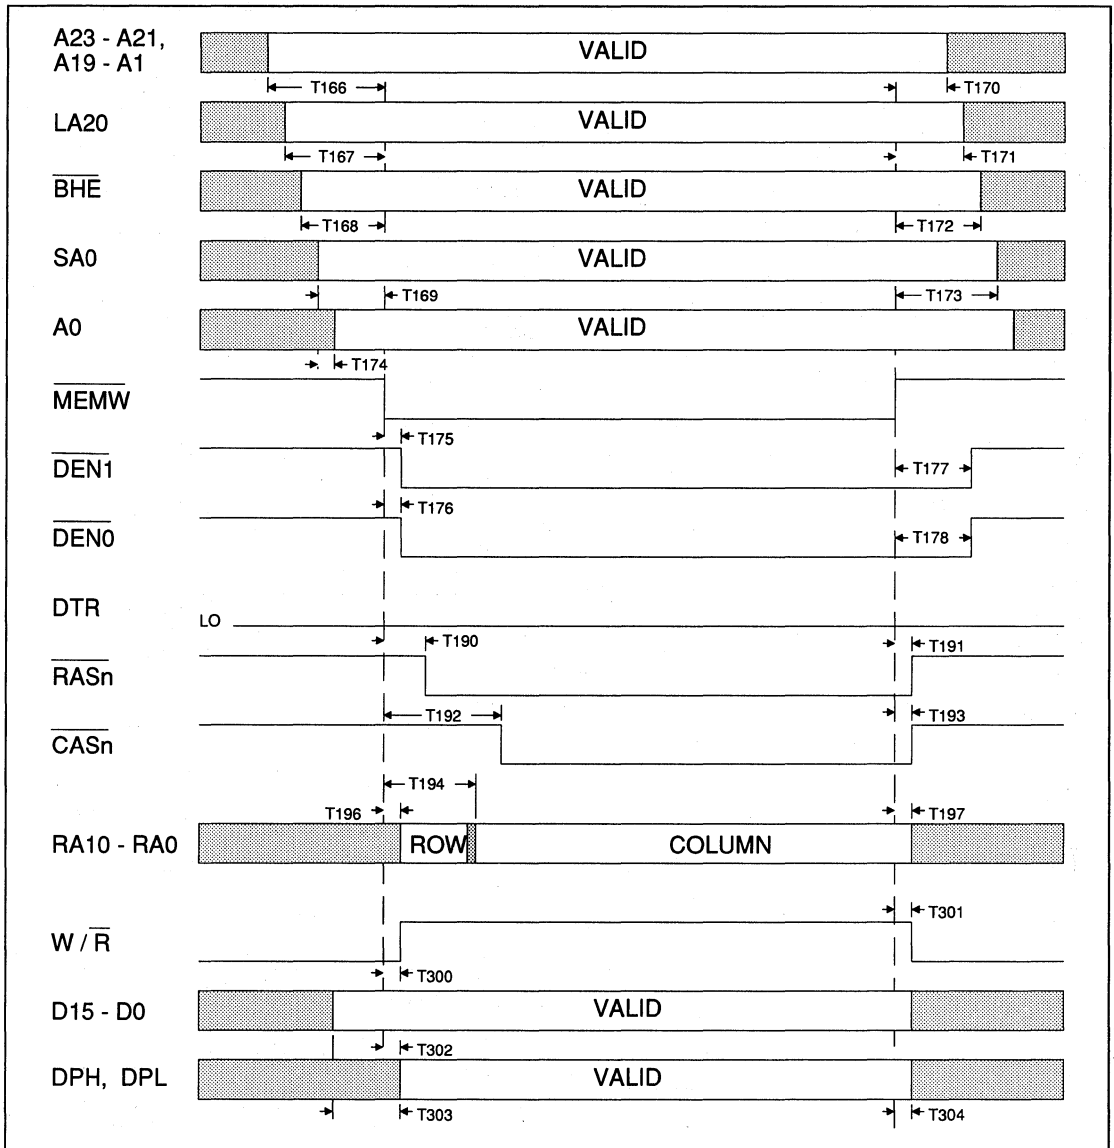 A23 - A21,
A19 - A1
VALID
T166
T170
LA20
VALID
T167
T171
BHE
VALID
T168
T172
SA0
VALID
T169
T173
A0
VALID
T174
MEMW
T175
DEN1
T177
T176
DEN0
T178
DTR
LO
T190
T191
RASn
T192
T193
CASn
T194
T196
T197
RA10 - RA0
ROW
COLUMN
T301
W / R
T300
D15 - D0
VALID
T302
DPH, DPL
VALID
T303
T304